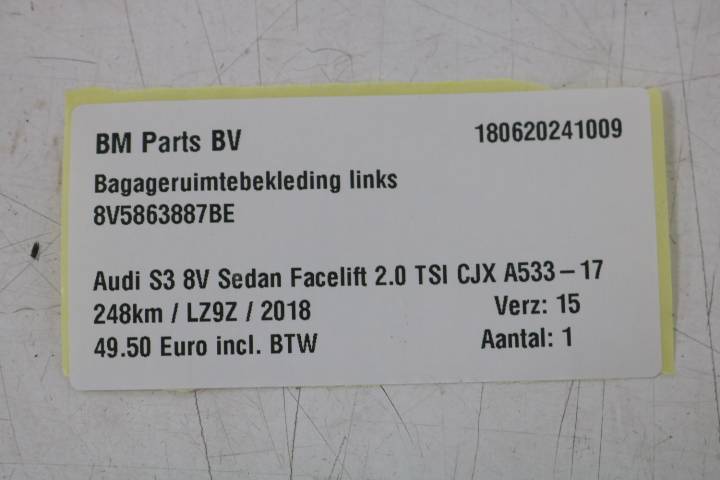 BM Parts BV 180620241009
Bagageruimtebekleding links
8V5863887BE
Audi S3 8V Sedan Facelift 2.0 TSI CJX A533-17
248km / LZ9Z / 2018 Verz: 15
49.50 Euro incl. BTW Aantal: 1